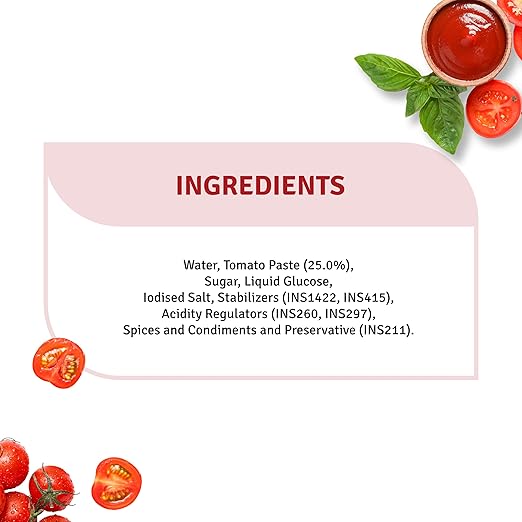 INGREDIENTS
Water, Tomato Paste (25.0%),
Sugar, Liquid Glucose,
Iodised Salt, Stabilizers (INS1422, INS415),
Acidity Regulators (INS260, INS297),
Spices and Condiments and Preservative (INS211).